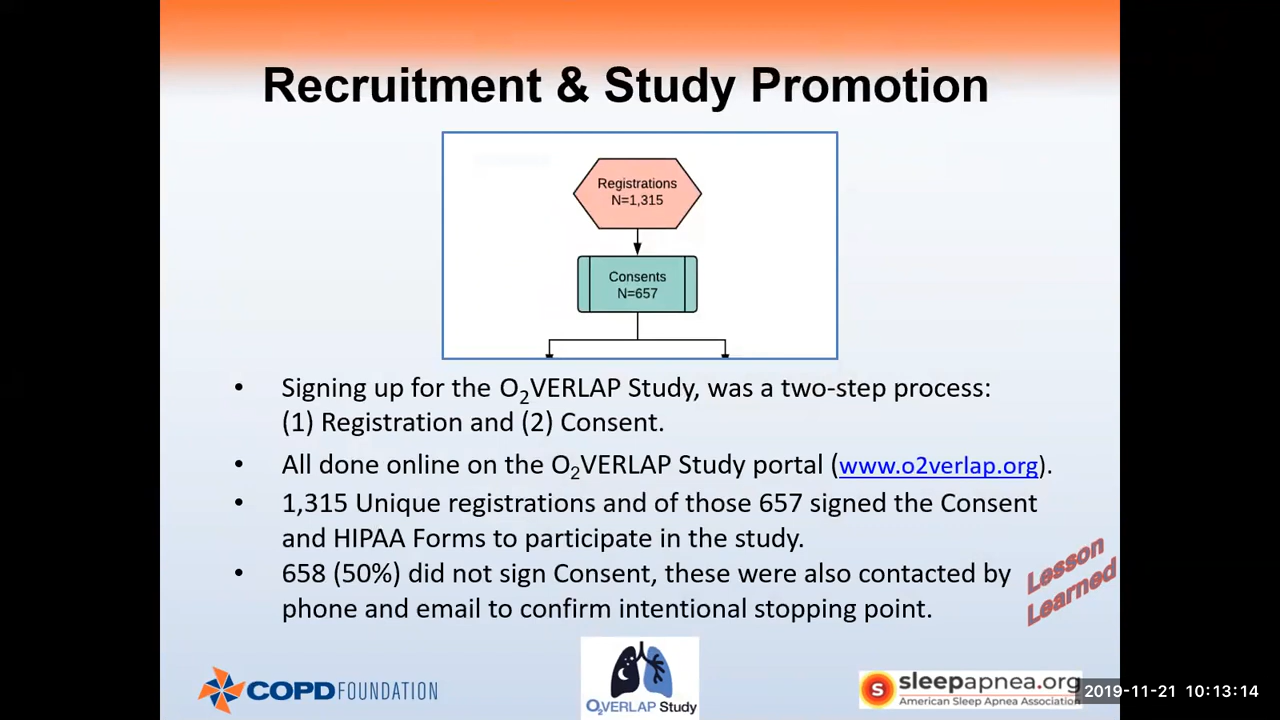 Recruitment & Study Promotion
Registrations
N=1,315
Consents
N=657
• Signing up for the O₂VERLAP Study, was a two-step process:
(1) Registration and (2) Consent.
• All done online on the O₂VERLAP Study portal (www.o2verlap.org).
• 1,315 Unique registrations and of those 657 signed the Consent
and HIPAA Forms to participate in the study.
• 658 (50%) did not sign Consent, these were also contacted by
phone and email to confirm intentional stopping point.
Lesson
Learned
COPDFOUNDATION
O₂VERLAP Study
S
sleepapnea.org
American Sleep Apnea Association
2019-11-21 10:13:14